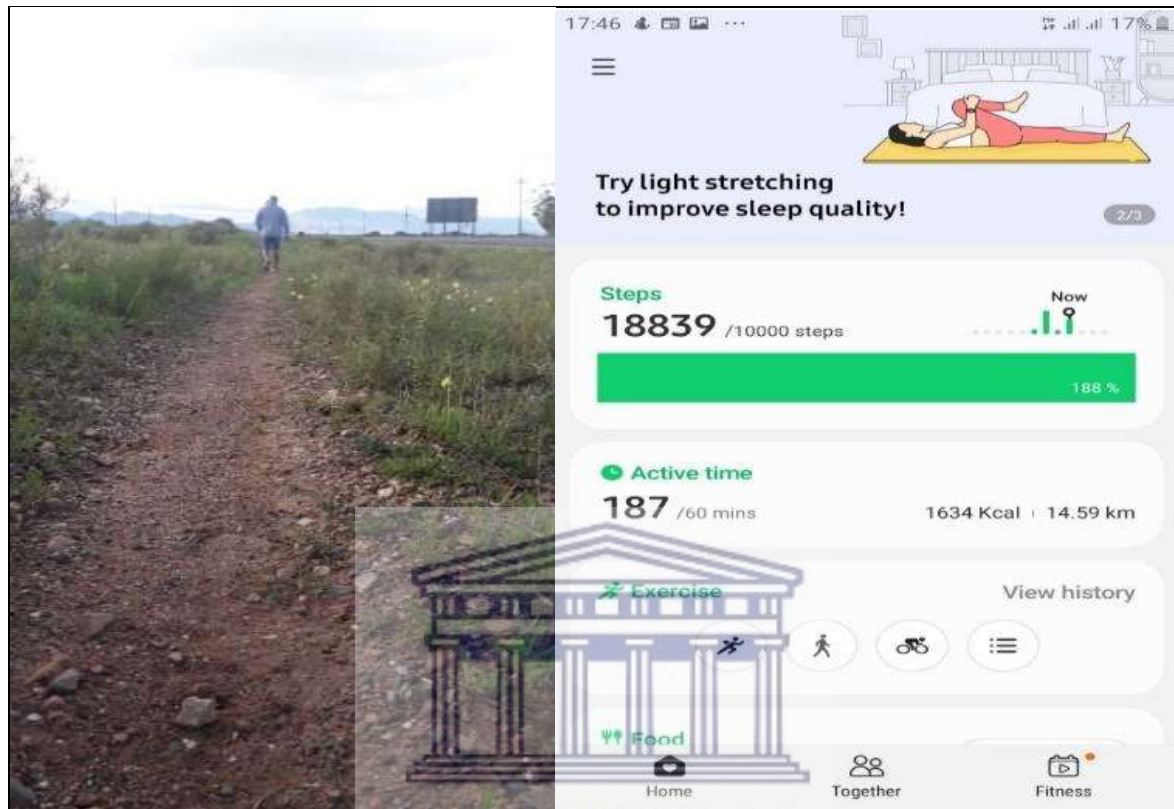 17:46 ... 17%
Try light stretching
to improve sleep quality!
2/3
Steps
Now
18839 /10000 steps
188 %
Active time
187 /60 mins 1634 Kcal 14.59 km
Exercise View history
Food
Home Together Fitness